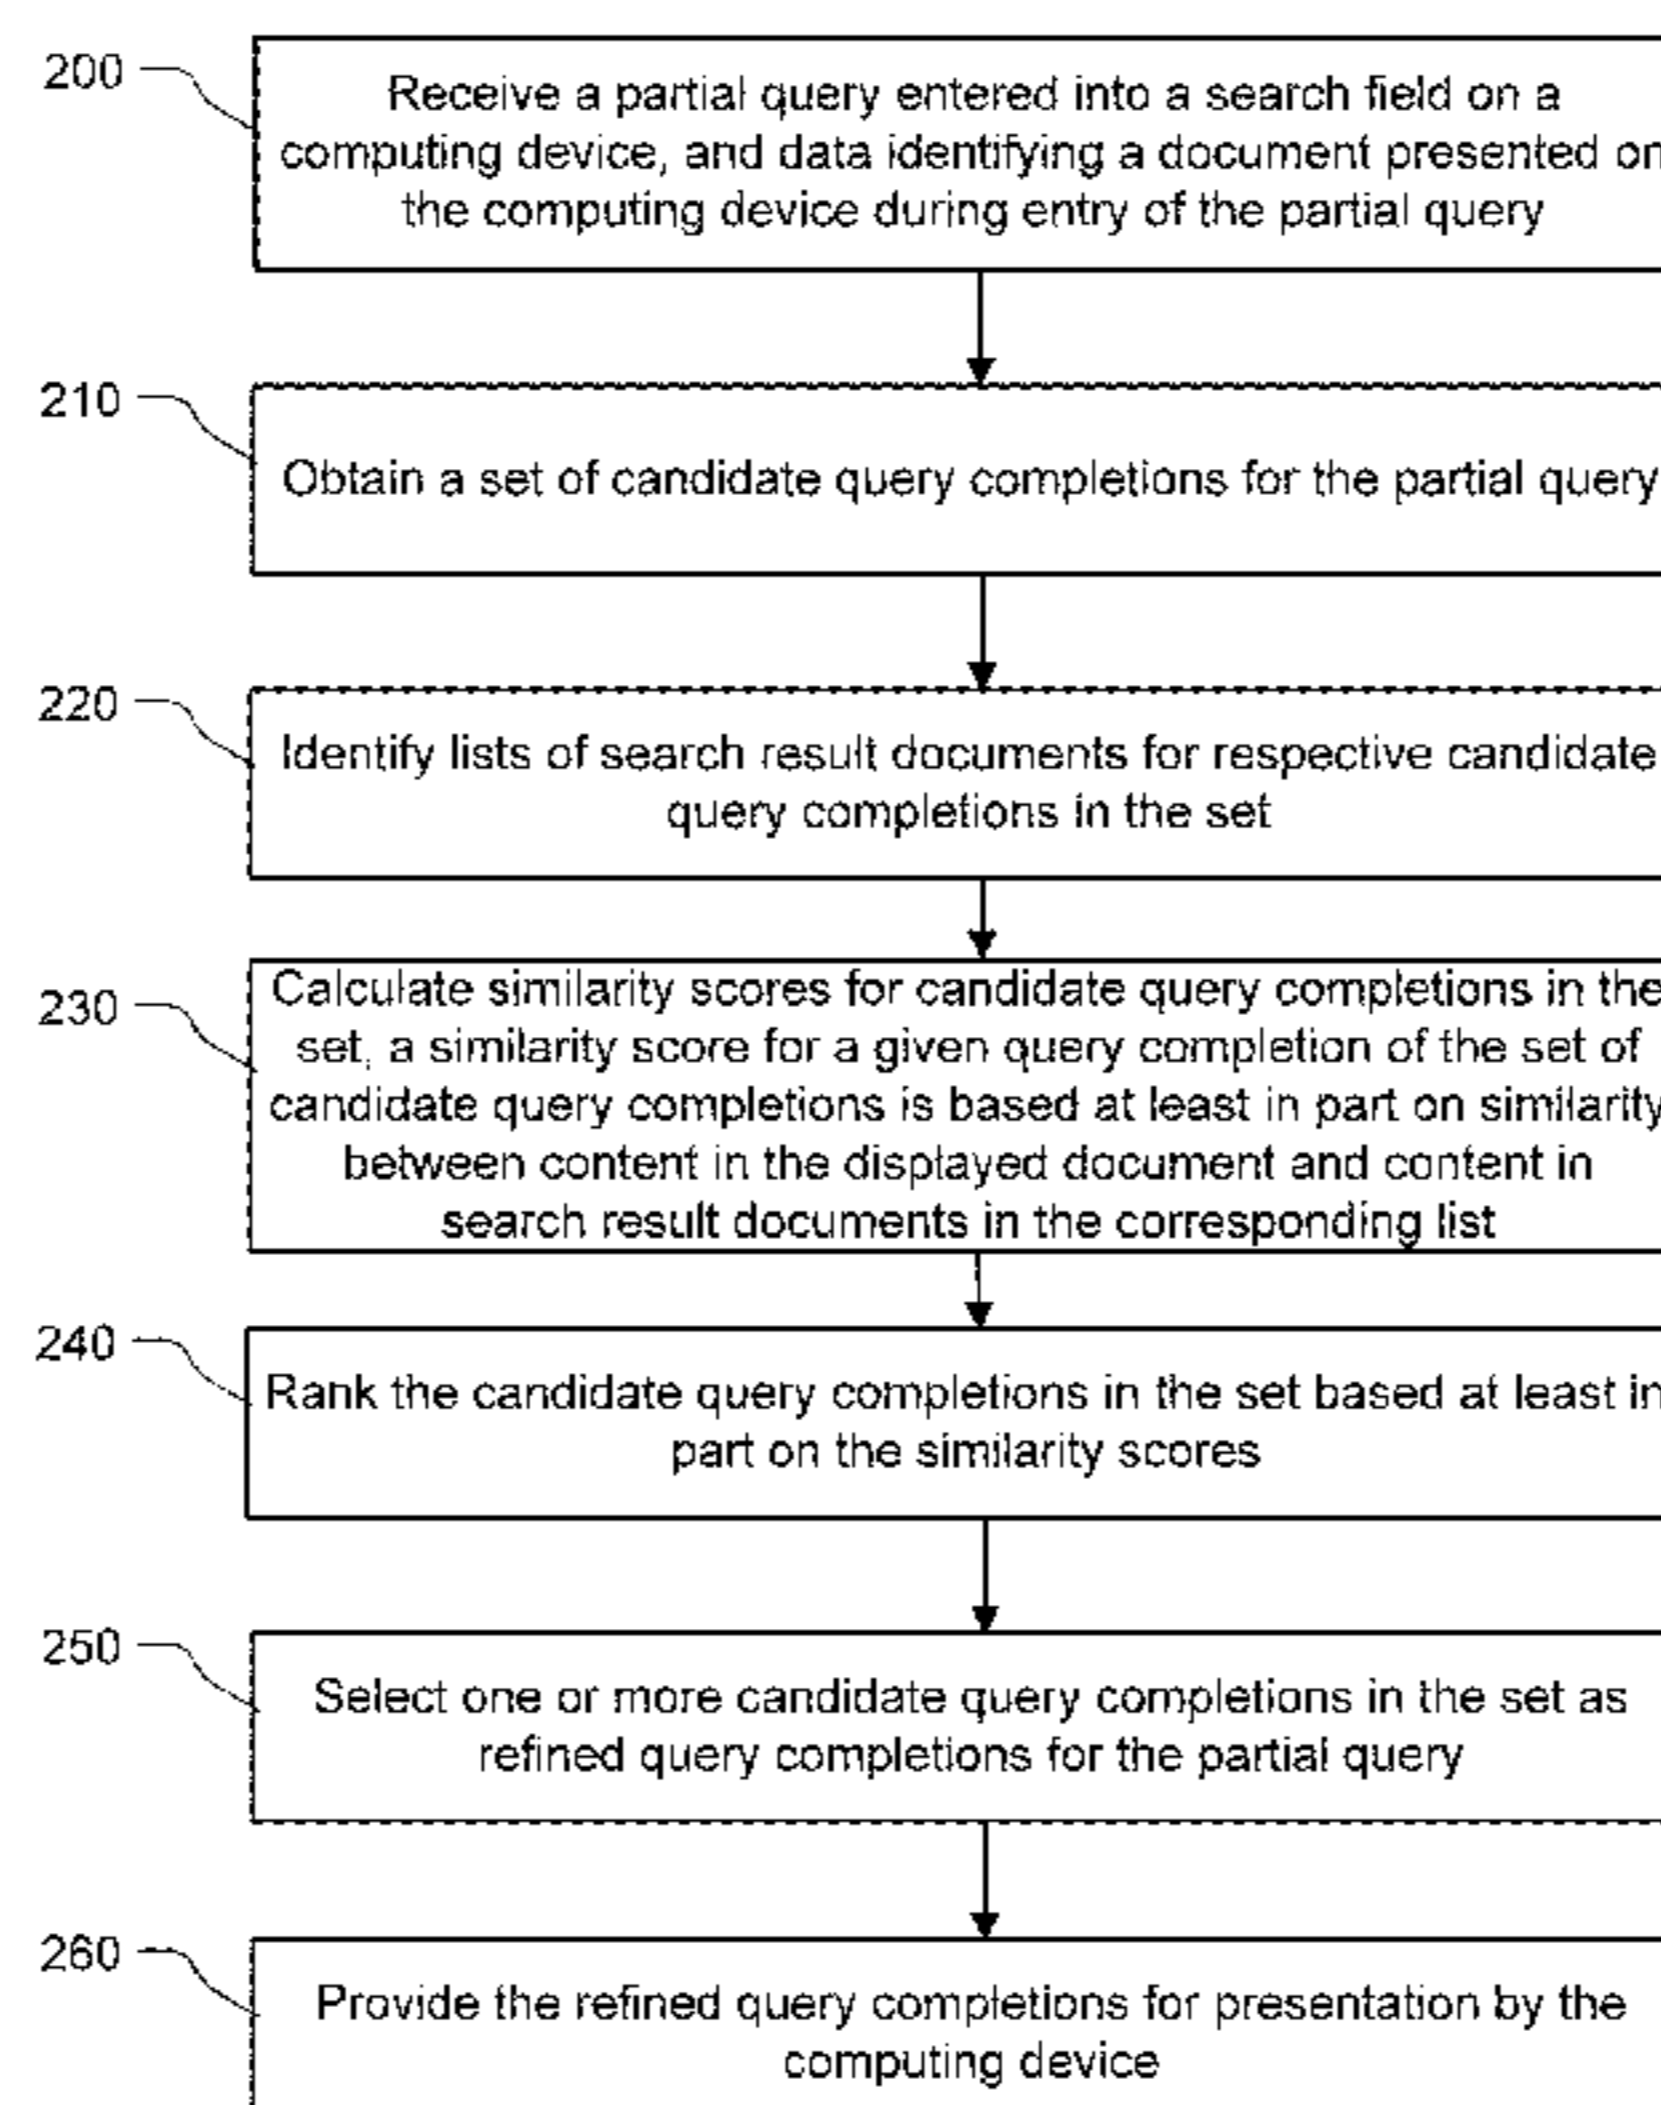 200
Receive a partial query entered into a search field on a
computing device, and data identifying a document presented on
the computing device during entry of the partial query
210
Obtain a set of candidate query completions for the partial query
220
Identify lists of search result documents for respective candidate
query completions in the set
230
Calculate similarity scores for candidate query completions in the
set, a similarity score for a given query completion of the set of
candidate query completions is based at least in part on similarity
between content in the displayed document and content in
search result documents in the corresponding list
240
Rank the candidate query completions in the set based at least in
part on the similarity scores
250
Select one or more candidate query completions in the set as
refined query completions for the partial query
260
Provide the refined query completions for presentation by the
computing device